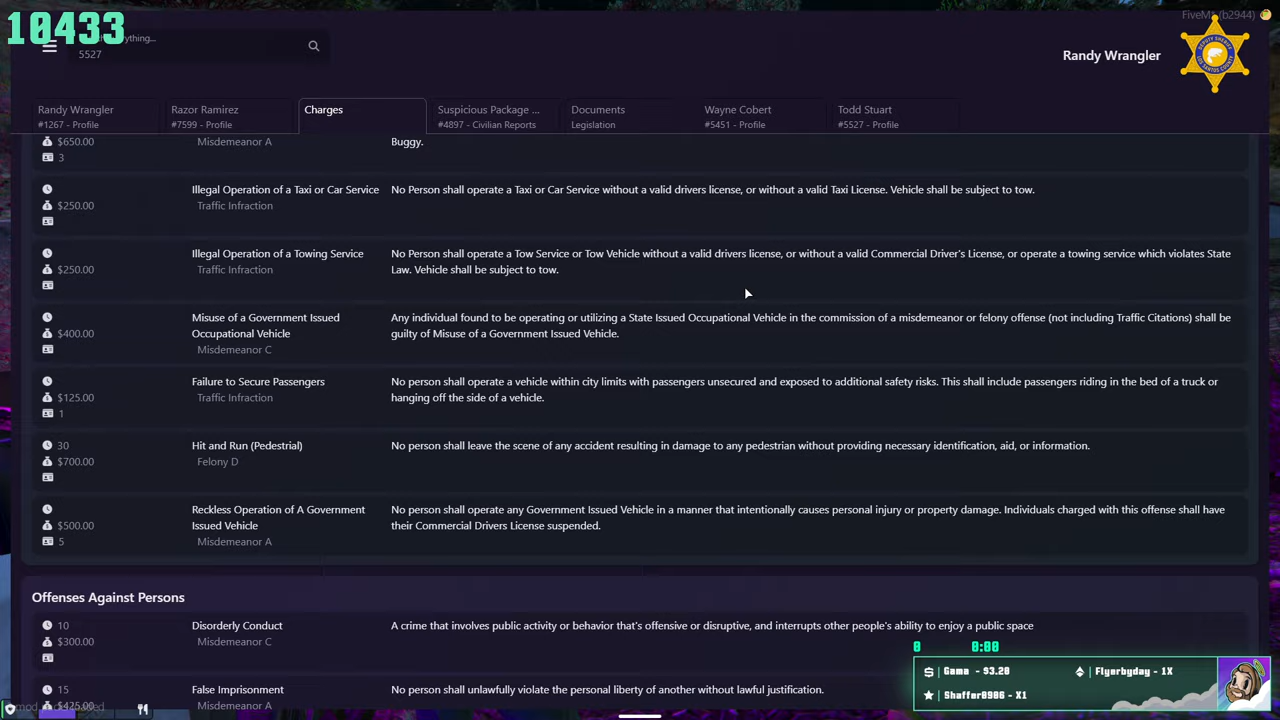 10433
FiveM® (b2944)
ything...
5527
Randy Wrangler
Randy Wrangler
#1267 - Profile
Razor Ramirez
#7599 - Profile
Charges
Suspicious Package ...
#4897 - Civilian Reports
Documents
Legislation
Wayne Cobert
#5451 - Profile
Todd Stuart
#5527 - Profile
$650.00
Misdemeanor A
Buggy.
3
Illegal Operation of a Taxi or Car Service
No Person shall operate a Taxi or Car Service without a valid drivers license, or without a valid Taxi License. Vehicle shall be subject to tow.
$250.00
Traffic Infraction
Illegal Operation of a Towing Service
No Person shall operate a Tow Service or Tow Vehicle without a valid drivers license, or without a valid Commercial Driver's License, or operate a towing service which violates State
$250.00
Traffic Infraction
Law. Vehicle shall be subject to tow.
Misuse of a Government Issued
Any individual found to be operating or utilizing a State Issued Occupational Vehicle in the commission of a misdemeanor or felony offense (not including Traffic Citations) shall be
$400.00
Occupational Vehicle
guilty of Misuse of a Government Issued Vehicle.
Misdemeanor C
Failure to Secure Passengers
No person shall operate a vehicle within city limits with passengers unsecured and exposed to additional safety risks. This shall include passengers riding in the bed of a truck or
$125.00
Traffic Infraction
hanging off the side of a vehicle.
1
30
Hit and Run (Pedestrial)
No person shall leave the scene of any accident resulting in damage to any pedestrian without providing necessary identification, aid, or information.
$700.00
Felony D
Reckless Operation of A Government
No person shall operate any Government Issued Vehicle in a manner that intentionally causes personal injury or property damage. Individuals charged with this offense shall have
$500.00
Issued Vehicle
their Commercial Drivers License suspended.
5
Misdemeanor A
Offenses Against Persons
10
Disorderly Conduct
A crime that involves public activity or behavior that's offensive or disruptive, and interrupts other people's ability to enjoy a public space
$300.00
Misdemeanor C
0
0:00
$ | Gama - 93.20
Flyerbyday - 1X
Shaffer0906 - X1
15
False Imprisonment
No person shall unlawfully violate the personal liberty of another without lawful justification.
$425.00
Misdemeanor A